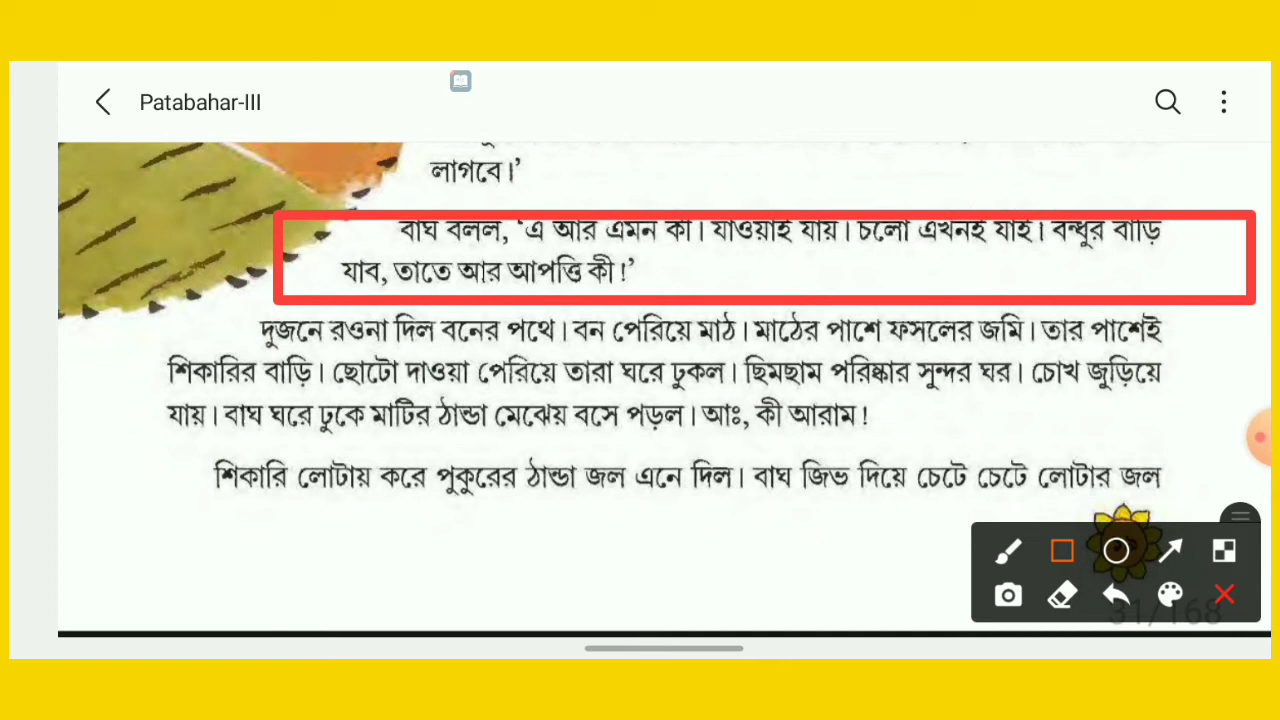 Patabahar-III
লাগবে।’
বাঘ বলল, ‘এ আর এমন কী। যাওয়াই যায়। চলো এখনই যাই। বন্ধুর বাড়ি
যাব, তাতে আর আপত্তি কী!’
দুজনে রওনা দিল বনের পথে। বন পেরিয়ে মাঠ। মাঠের পাশে ফসলের জমি। তার পাশেই
শিকারির বাড়ি। ছোটো দাওয়া পেরিয়ে তারা ঘরে ঢুকল। ছিমছাম পরিষ্কার সুন্দর ঘর। চোখ জুড়িয়ে
যায়। বাঘ ঘরে ঢুকে মাটির ঠান্ডা মেঝেয় বসে পড়ল। আঃ, কী আরাম!
শিকারি লোটায় করে পুকুরের ঠান্ডা জল এনে দিল। বাঘ জিভ দিয়ে চেটে চেটে লোটার জল
31/168